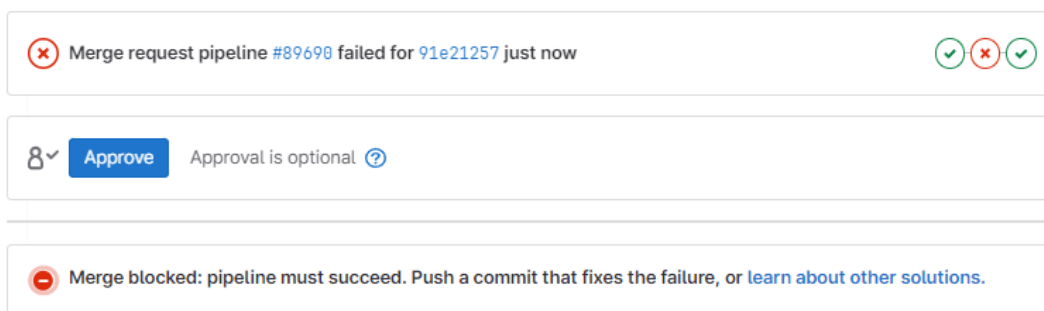 Merge request pipeline #89690 failed for 91e21257 just now
Approve Approval is optional ?
Merge blocked: pipeline must succeed. Push a commit that fixes the failure, or learn about other solutions.